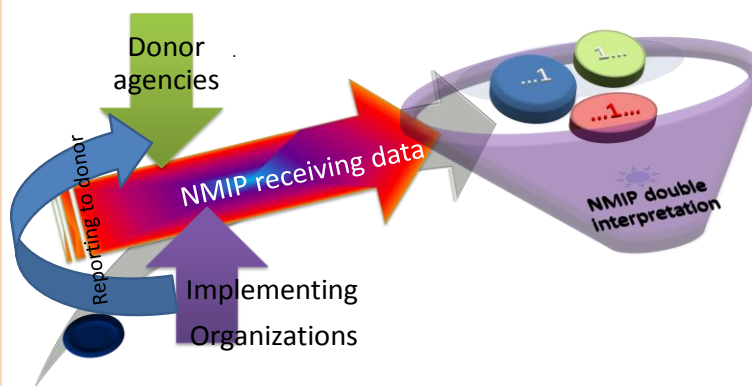 Donor
agencies
.
Reporting to donor
NMIP receiving data
Implementing
Organizations
...1
1...
...1...
NMIP double
interpretation